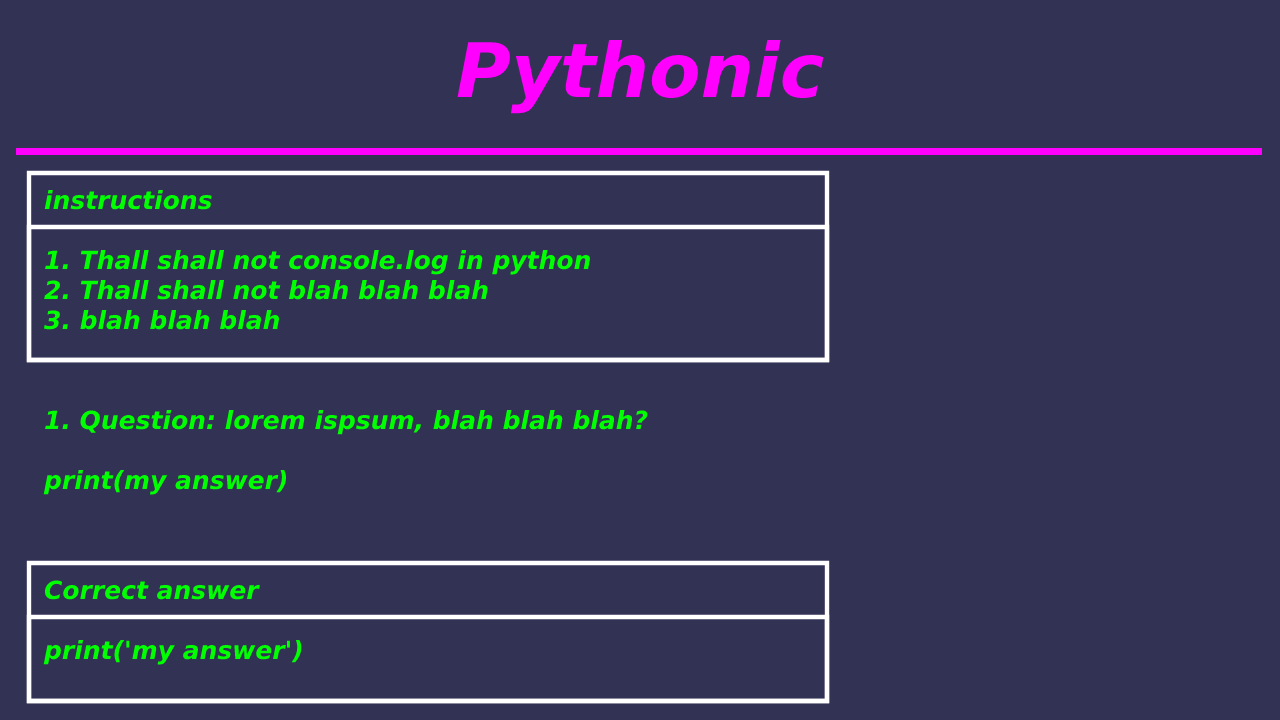 Pythonic
instructions
1. Thall shall not console.log in python
2. Thall shall not blah blah blah
3. blah blah blah
1. Question: lorem ispsum, blah blah blah?
print(my answer)
Correct answer
print('my answer')